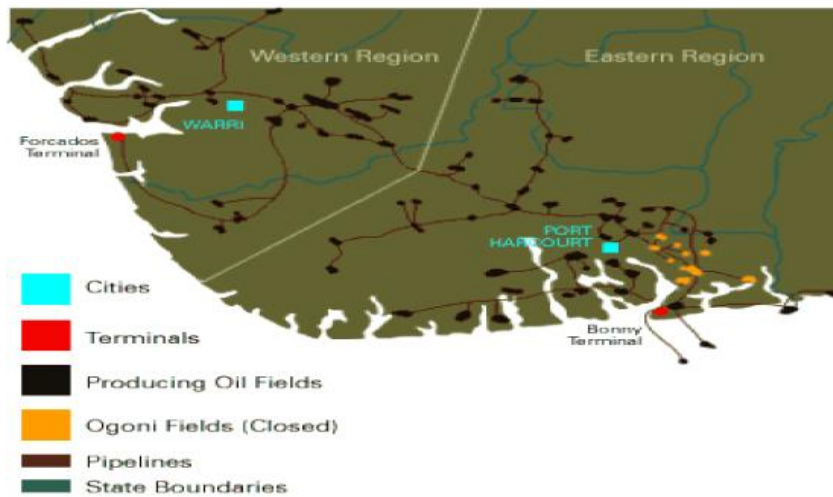 Western Region
Eastern Region
WARRI
Forcados
Terminal
PORT
HARCOURT
Bonny
Terminal
Cities
Terminals
Producing Oil Fields
Ogoni Fields (Closed)
Pipelines
State Boundaries